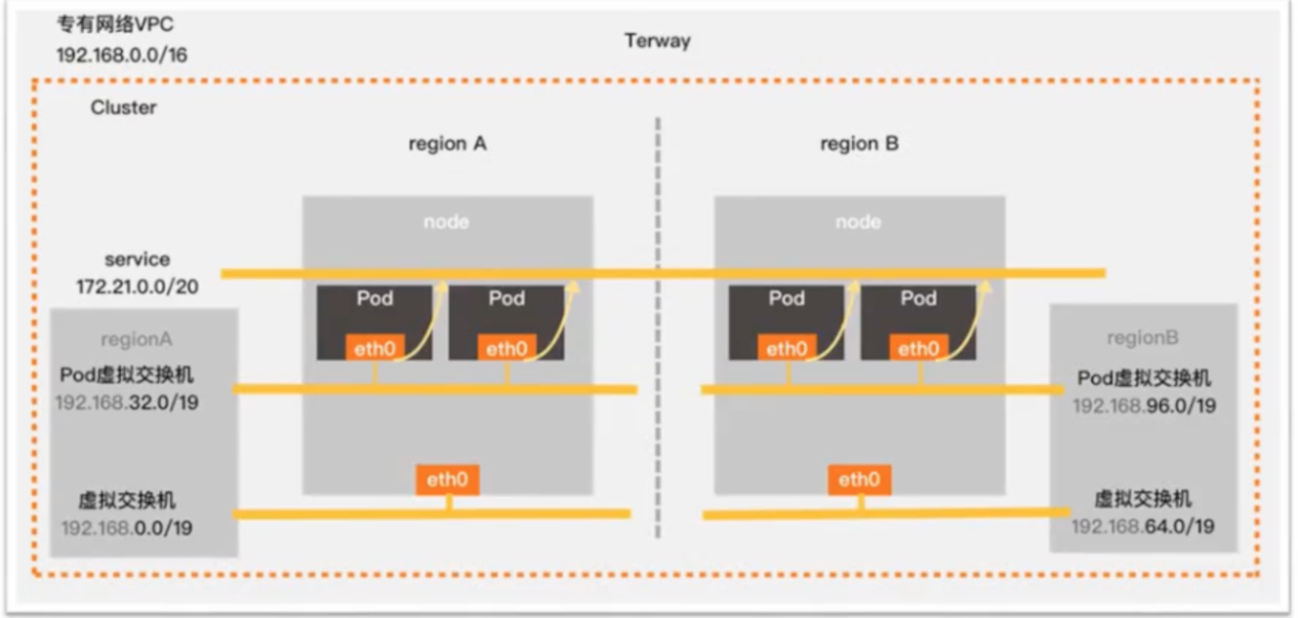 专有网络VPC
192.168.0.0/16
Terway
Cluster
region A
region B
node
node
service
172.21.0.0/20
Pod
Pod
Pod
Pod
eth0
eth0
eth0
eth0
regionA
Pod虚拟交换机
192.168.32.0/19
regionB
Pod虚拟交换机
192.168.96.0/19
eth0
eth0
虚拟交换机
192.168.0.0/19
虚拟交换机
192.168.64.0/19